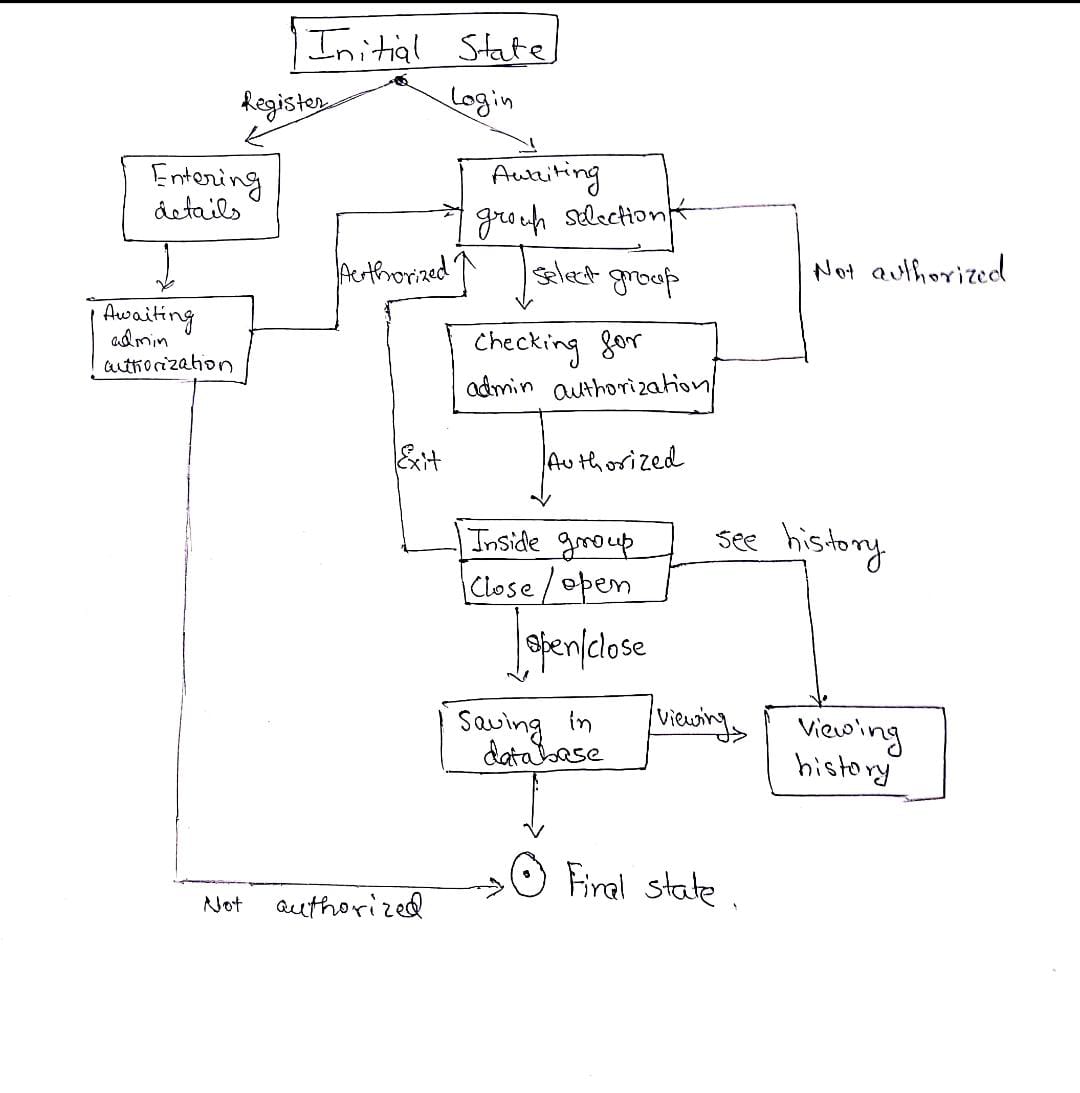 Initial State
Register
Login
Entering
details
Awaiting
group selection
Authorized
select group
Not authorized
Awaiting
admin
authorization
Checking for
admin authorization
Exit
Authorized
Inside group
Close/open
see history
open/close
Saving in
database
Viewing
Viewing
history
Final state.
Not authorized